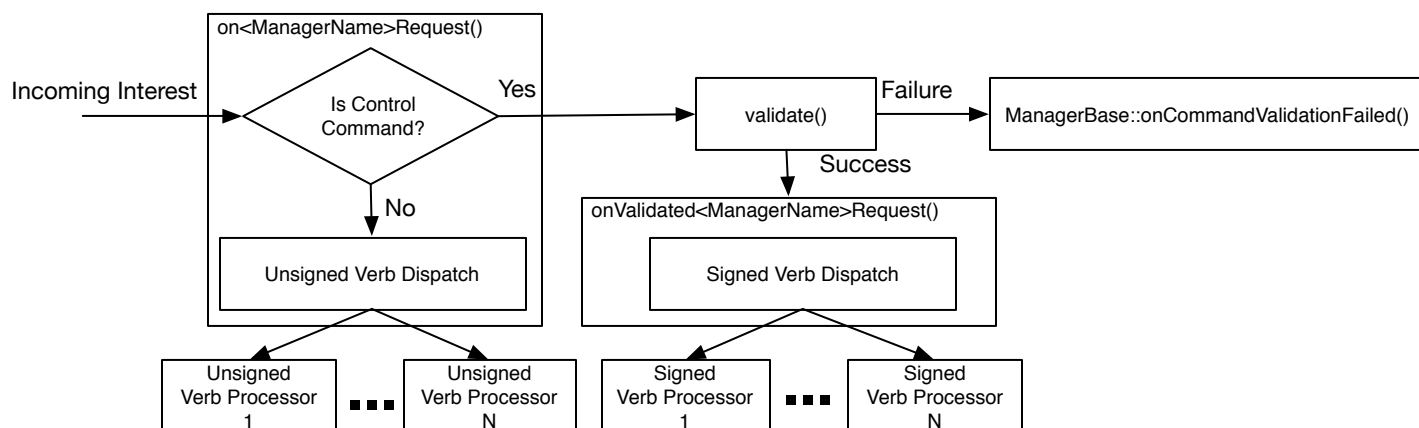 on<ManagerName>Request()
Incoming Interest
Is Control
Command?
Yes
validate()
Failure
ManagerBase::onCommandValidationFailed()
No
Success
onValidated<ManagerName>Request()
Unsigned Verb Dispatch
Signed Verb Dispatch
Unsigned
Verb Processor
1
Unsigned
Verb Processor
N
Signed
Verb Processor
1
Signed
Verb Processor
N